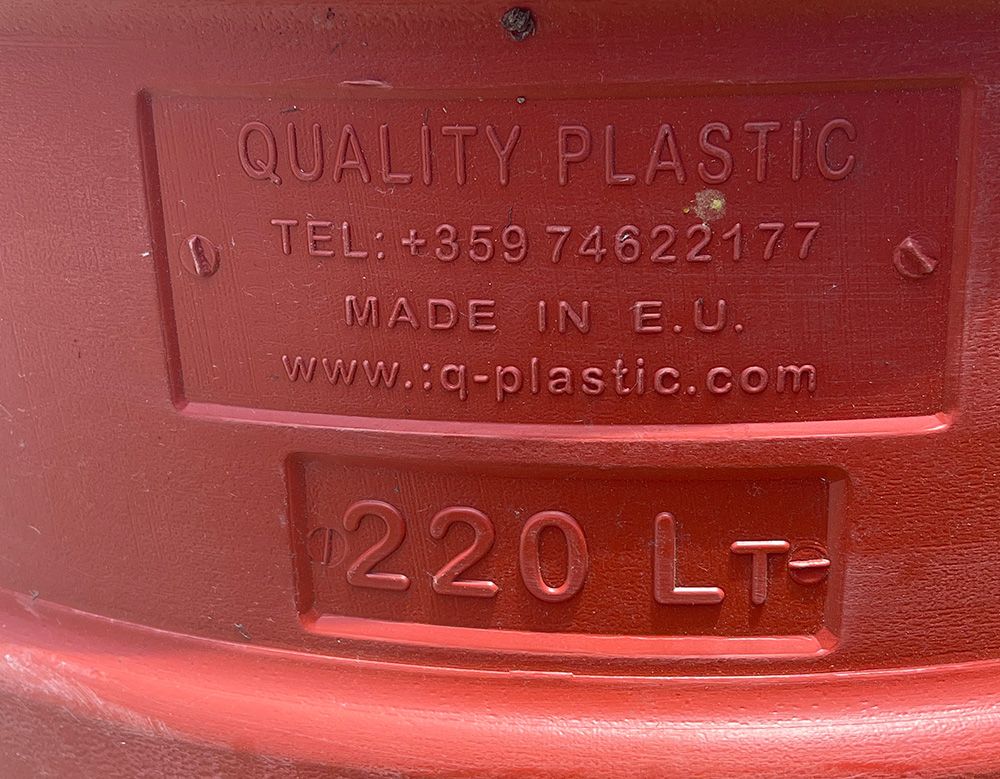 QUALITY PLASTIC
TEL: +359 74622177
MADE IN E.U.
www.:q-plastic.com
220 LT